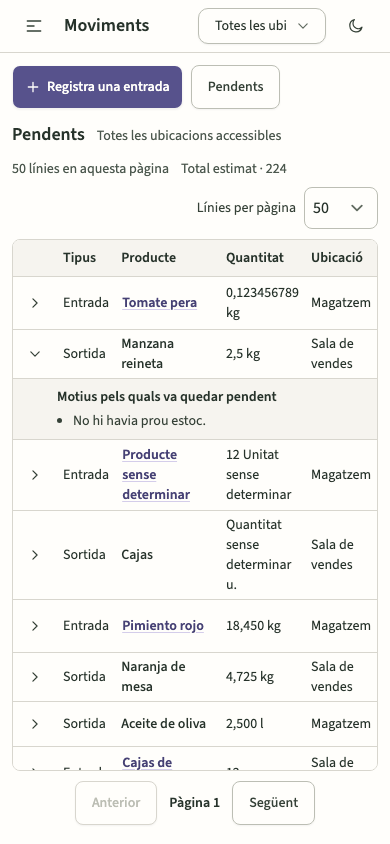 Moviments
Totes les ubi
Registra una entrada
Pendents
Pendents Totes les ubicacions accessibles
50 línies en aquesta pàgina Total estimat · 224
Línies per pàgina 50
Tipus Producte Quantitat Ubicació
Entrada Tomate pera 0,123456789 kg Magatzem
Sortida Manzana reineta 2,5 kg Sala de vendes
Motius pels quals va quedar pendent
• No hi havia prou estoc.
Entrada Producte sense determinar 12 Unitat sense determinar Magatzem
Sortida Cajas Quantitat sense determinar u. Sala de vendes
Entrada Pimiento rojo 18,450 kg Magatzem
Sortida Naranja de mesa 4,725 kg Sala de vendes
Sortida Aceite de oliva 2,500 l Magatzem
Cajas de Sala de
Anterior Pàgina 1 Següent